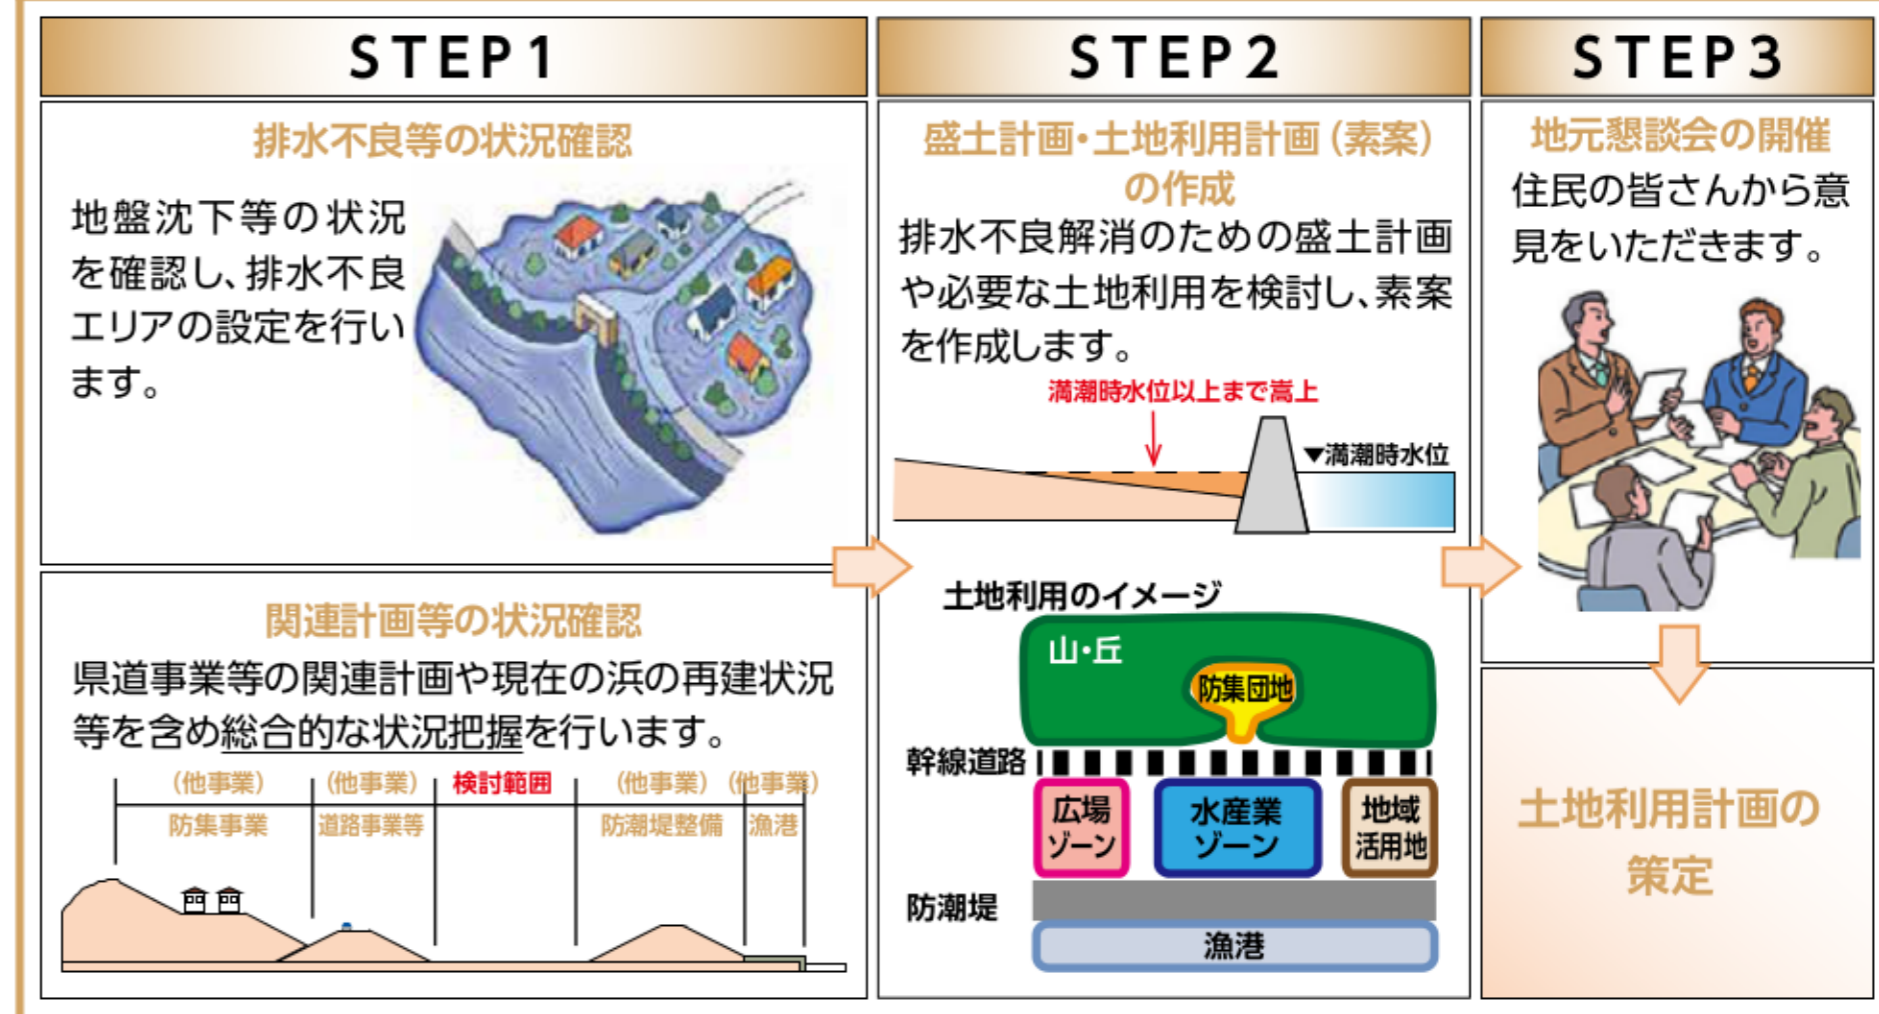 STEP1
排水不良等の状況確認
地盤沈下等の状況
を確認し、排水不良
エリアの設定を行い
ます。
関連計画等の状況確認
県道事業等の関連計画や現在の浜の再建状況
等を含め総合的な状況把握を行います。
(他事業) (他事業) 検討範囲 (他事業) (他事業)
防集事業 道路事業等 防潮堤整備 漁港
STEP2
盛土計画・土地利用計画(素案)
の作成
排水不良解消のための盛土計画
や必要な土地利用を検討し、素案
を作成します。
満潮時水位以上まで嵩上
▼満潮時水位
土地利用のイメージ
山・丘
防集団地
幹線道路
広場
ゾーン
水産業
ゾーン
地域
活用地
防潮堤
漁港
STEP3
地元懇談会の開催
住民の皆さんから意
見をいただきます。
土地利用計画の
策定